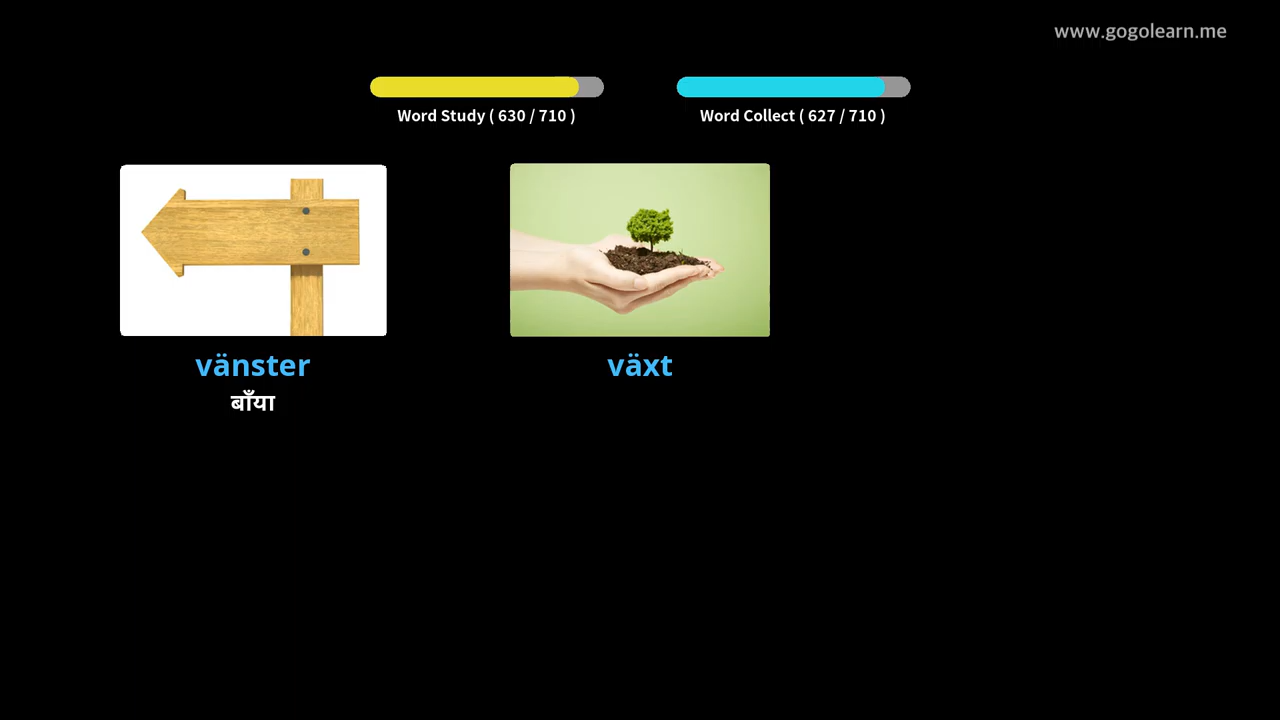 www.gogolearn.me
Word Study ( 630 / 710 )
Word Collect ( 627 / 710 )
vänster
växt
बाँया